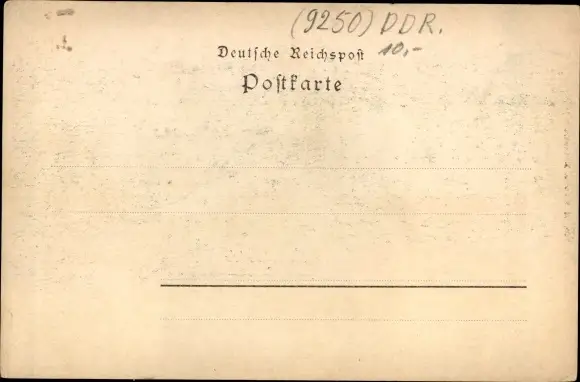 (9250) DDR.
Deutsche Reichspost 10,-
Postkarte